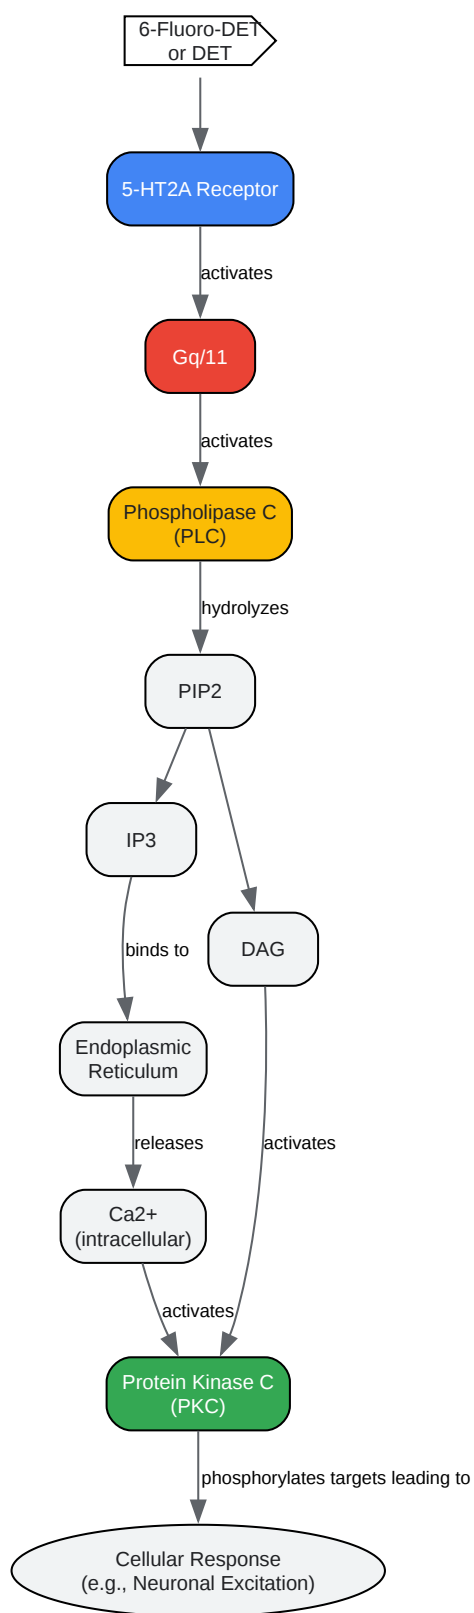 6-Fluoro-DET
or DET
5-HT2A Receptor
activates
Gq/11
activates
Phospholipase C
(PLC)
hydrolyzes
PIP2
IP3
DAG
binds to
Endoplasmic
Reticulum
releases
activates
Ca2+
(intracellular)
activates
Protein Kinase C
(PKC)
phosphorylates targets leading to
Cellular Response
(e.g., Neuronal Excitation)